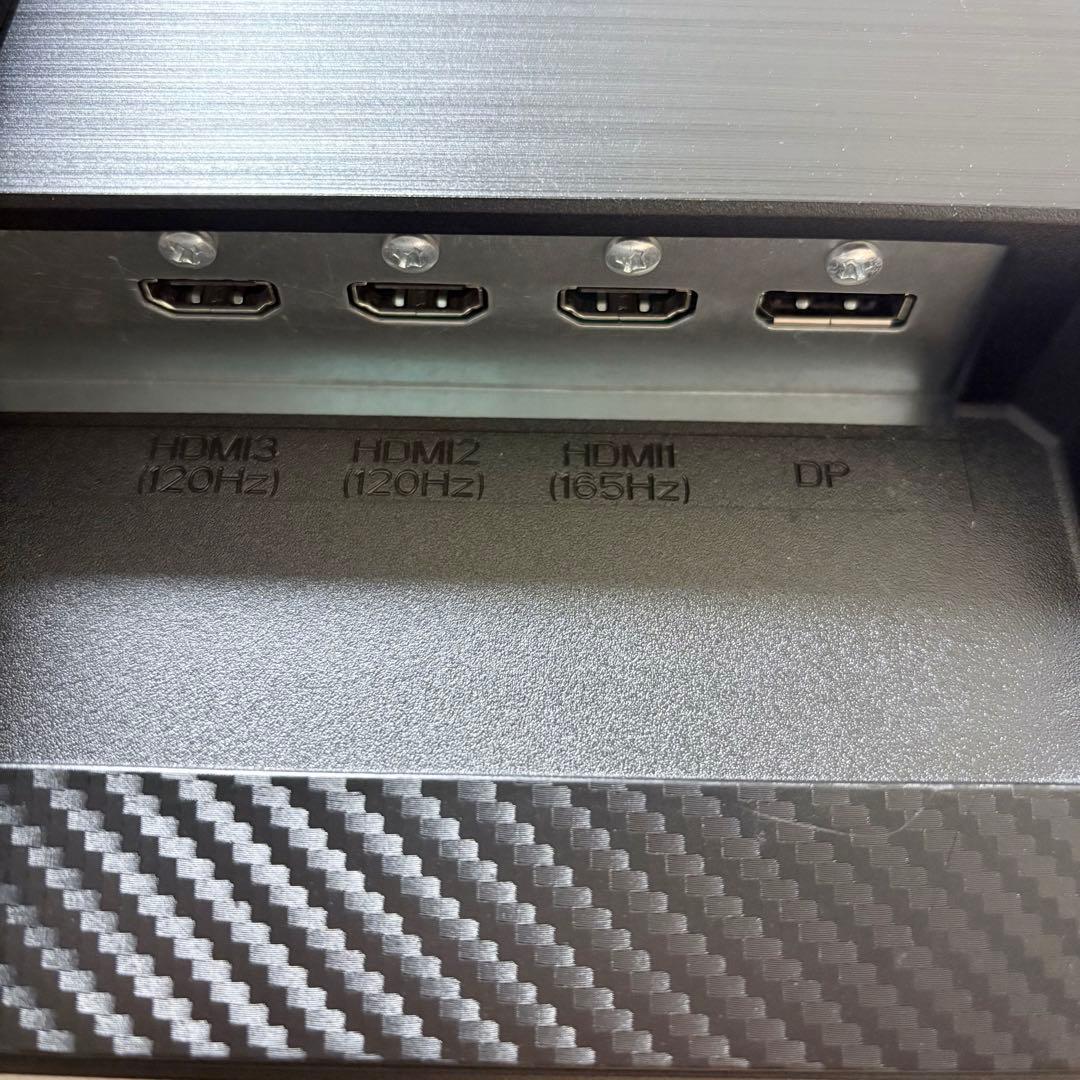 HDMI3 HDMI2 HDMI1 DP
(120Hz) (120Hz) (165Hz)